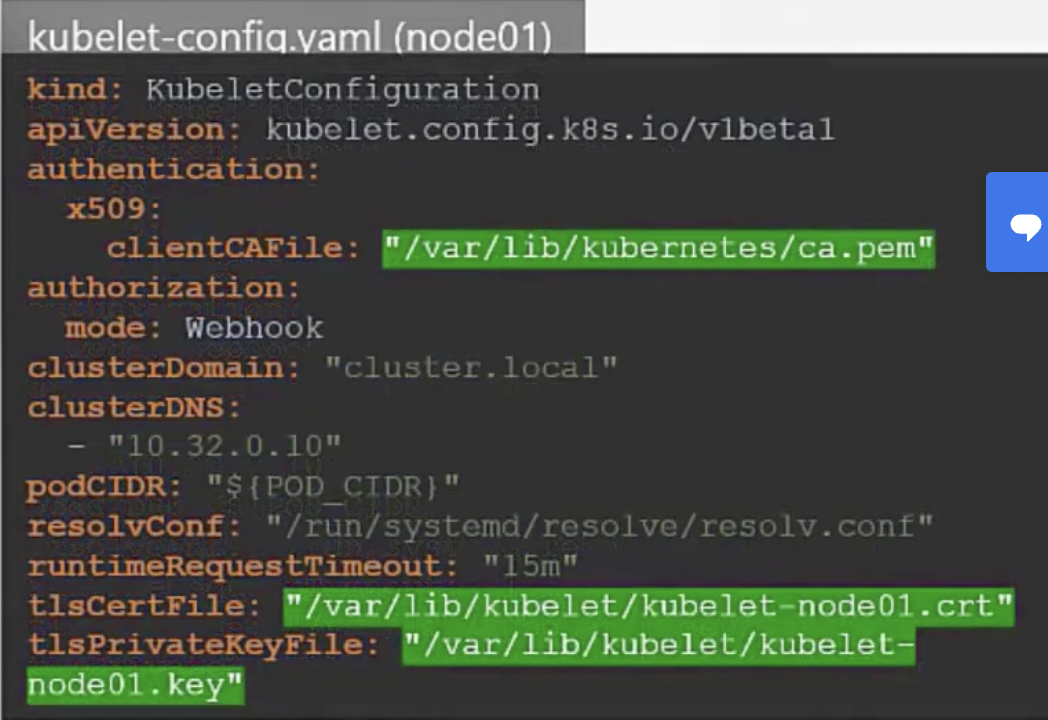 kubelet-config.yaml (node01)
kind: KubeletConfiguration
apiVersion: kubelet.config.k8s.io/v1beta1
authentication:
  x509:
    clientCAFile: "/var/lib/kubernetes/ca.pem"
authorization:
  mode: Webhook
clusterDomain: "cluster.local"
clusterDNS:
  - "10.32.0.10"
podCIDR: "${POD_CIDR}"
resolvConf: "/run/systemd/resolve/resolv.conf"
runtimeRequestTimeout: "15m"
tlsCertFile: "/var/lib/kubelet/kubelet-node01.crt"
tlsPrivateKeyFile: "/var/lib/kubelet/kubelet-
node01.key"